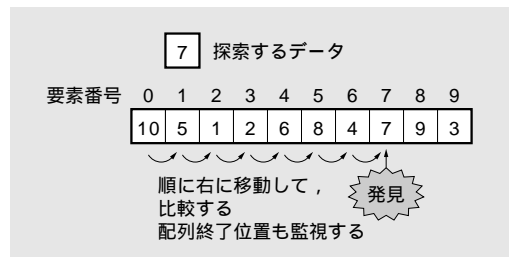 7 探索するデータ
要素番号 0 1 2 3 4 5 6 7 8 9
10 5 1 2 6 8 4 7 9 3
順に右に移動して，
比較する
配列終了位置も監視する
発見